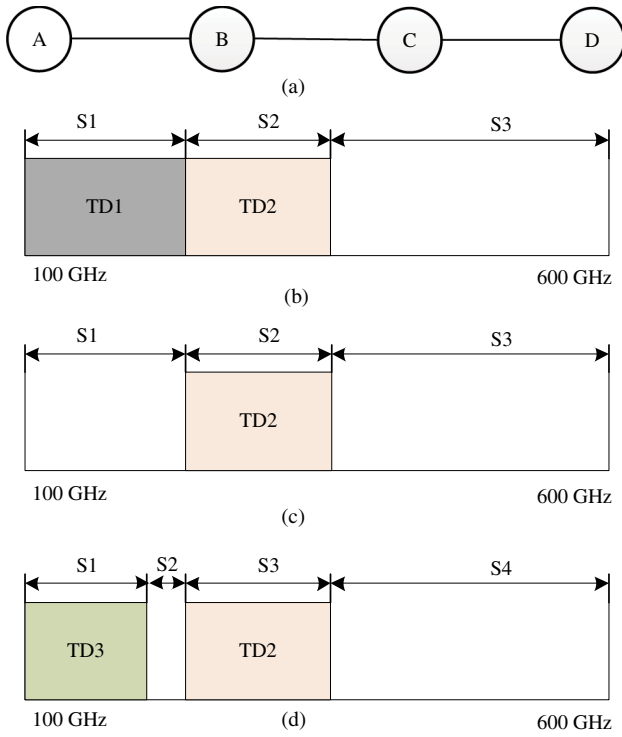 A B C D
(a)
S1 S2 S3
TD1 TD2
100 GHz 600 GHz
(b)
S1 S2 S3
TD2
100 GHz 600 GHz
(c)
S1 S2 S3 S4
TD3 TD2
100 GHz (d) 600 GHz